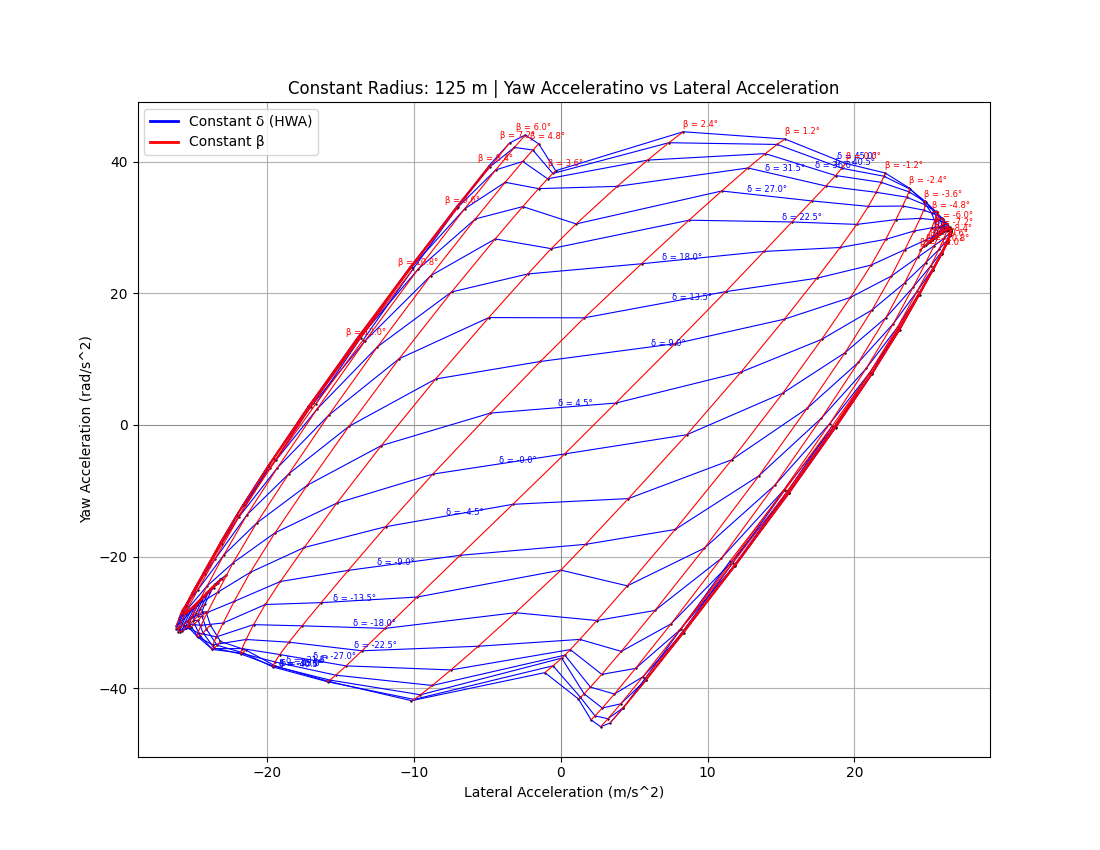 Constant Radius: 125 m | Yaw Acceleratino vs Lateral Acceleration
Constant δ (HWA)
Constant β
β = 6.0°
β = 4.8°
β = 3.6°
β = 2.4°
β = 1.2°
β = -1.2°
β = -2.4°
β = -3.6°
β = -4.8°
δ = 31.5°
δ = 27.0°
δ = 22.5°
δ = 18.0°
δ = 13.5°
δ = 9.0°
δ = 4.5°
δ = -0.0°
δ = -4.5°
δ = -9.0°
δ = -13.5°
δ = -18.0°
δ = -22.5°
δ = -27.0°
40
20
0
−20
−40
Yaw Acceleration (rad/s^2)
−20
−10
0
10
20
Lateral Acceleration (m/s^2)